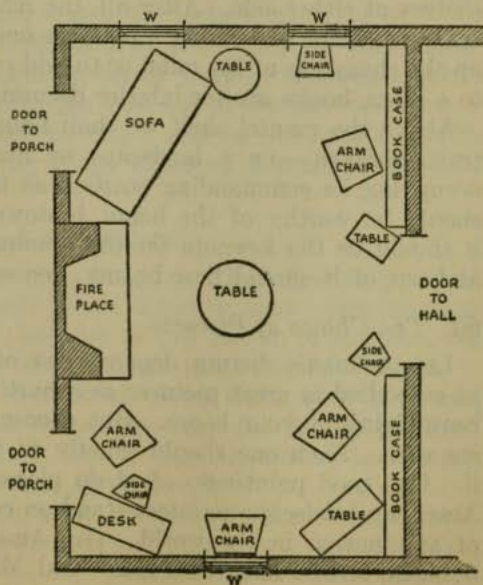 W
W
TABLE
SIDE
CHAIR
DOOR
TO
PORCH
SOFA
ARM
CHAIR
BOOK CASE
TABLE
FIRE
PLACE
TABLE
DOOR
TO
HALL
SIDE
CHAIR
ARM
CHAIR
ARM
CHAIR
DOOR
TO
PORCH
SIDE
CHAIR
DESK
ARM
CHAIR
TABLE
BOOK CASE
W